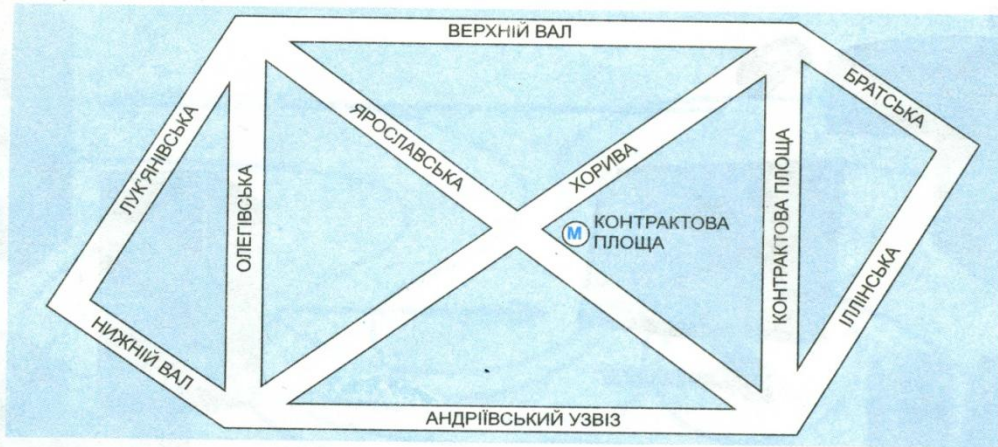 ВЕРХНІЙ ВАЛ
БРАТСЬКА
ЛУК'ЯНІВСЬКА
ЯРОСЛАВСЬКА
ХОРИВА
КОНТРАКТОВА ПЛОЩА
ОЛЕГІВСЬКА
М КОНТРАКТОВА
ПЛОЩА
ІЛЛІНСЬКА
НИЖНІЙ ВАЛ
АНДРІЇВСЬКИЙ УЗВІЗ